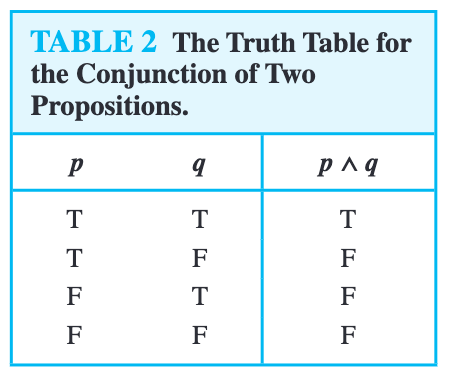 TABLE 2 The Truth Table for
the Conjunction of Two
Propositions.
p q p ∧ q
T T T
T F F
F T F
F F F